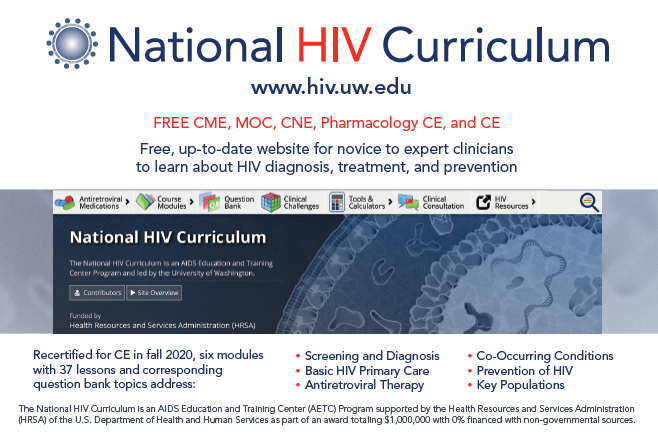 National HIV Curriculum
www.hiv.uw.edu
FREE CME, MOC, CNE, Pharmacology CE, and CE
Free, up-to-date website for novice to expert clinicians
to learn about HIV diagnosis, treatment, and prevention
Antiretroviral Medications
Course Modules
Question Bank
Clinical Challenges
Tools & Calculators
Clinical Consultation
HIV Resources
National HIV Curriculum
The National HIV Curriculum is an AIDS Education and Training
Center Program and led by the University of Washington.
Contributors
Site Overview
Funded by
Health Resources and Services Administration (HRSA)
Recertified for CE in fall 2020, six modules
with 37 lessons and corresponding
question bank topics address:
• Screening and Diagnosis
• Basic HIV Primary Care
• Antiretroviral Therapy
• Co-Occurring Conditions
• Prevention of HIV
• Key Populations
The National HIV Curriculum is an AIDS Education and Training Center (AETC) Program supported by the Health Resources and Services Administration
(HRSA) of the U.S. Department of Health and Human Services as part of an award totaling $1,000,000 with 0% financed with non-governmental sources.